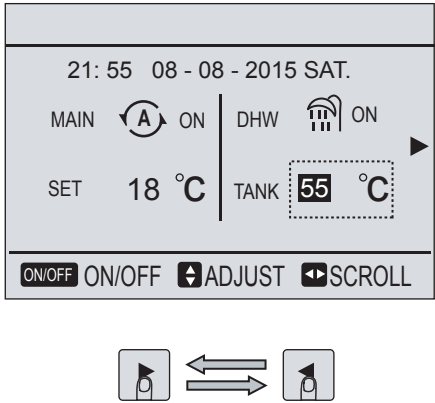 21: 55 08 - 08 - 2015 SAT.
MAIN A ON DHW ON
SET 18 °C TANK 55 °C
ON/OFF ON/OFF ADJUST SCROLL